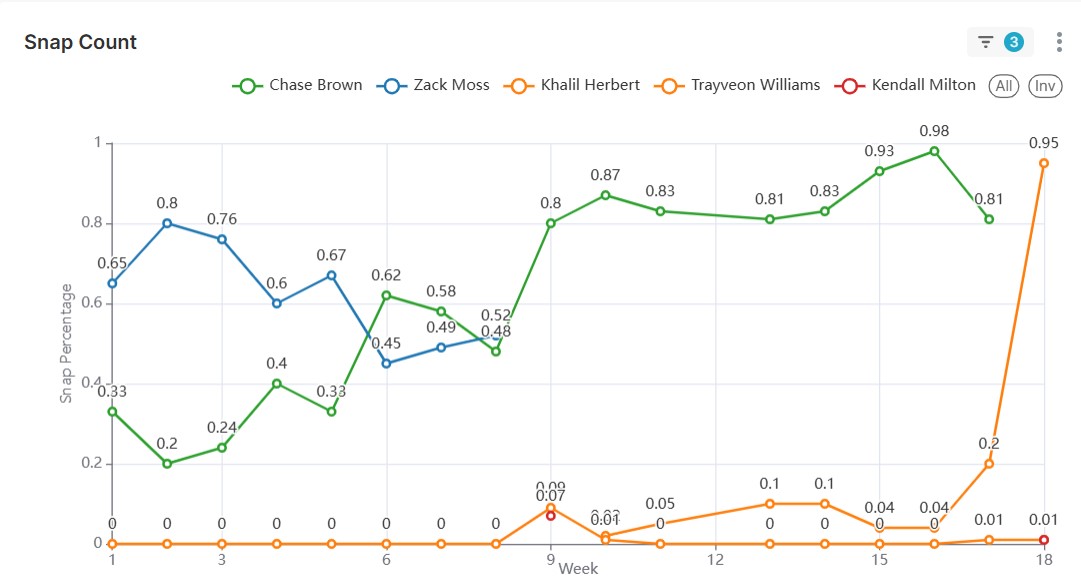 Snap Count
3
Chase Brown Zack Moss Khalil Herbert Trayveon Williams Kendall Milton All Inv
Snap Percentage
1
0.8
0.6
0.4
0.2
0
0.65 0.8 0.76 0.6 0.67 0.45 0.49 0.52
0.33 0.2 0.24 0.4 0.33 0.62 0.58 0.48 0.8 0.87 0.83 0.81 0.83 0.93 0.98 0.81
0 0 0 0 0 0 0 0 0.09 0.02 0.05 0.1 0.1 0.04 0.04 0.2 0.95
0.07 0.01 0 0 0 0 0.01 0.01
1 3 6 9 12 15 18
Week